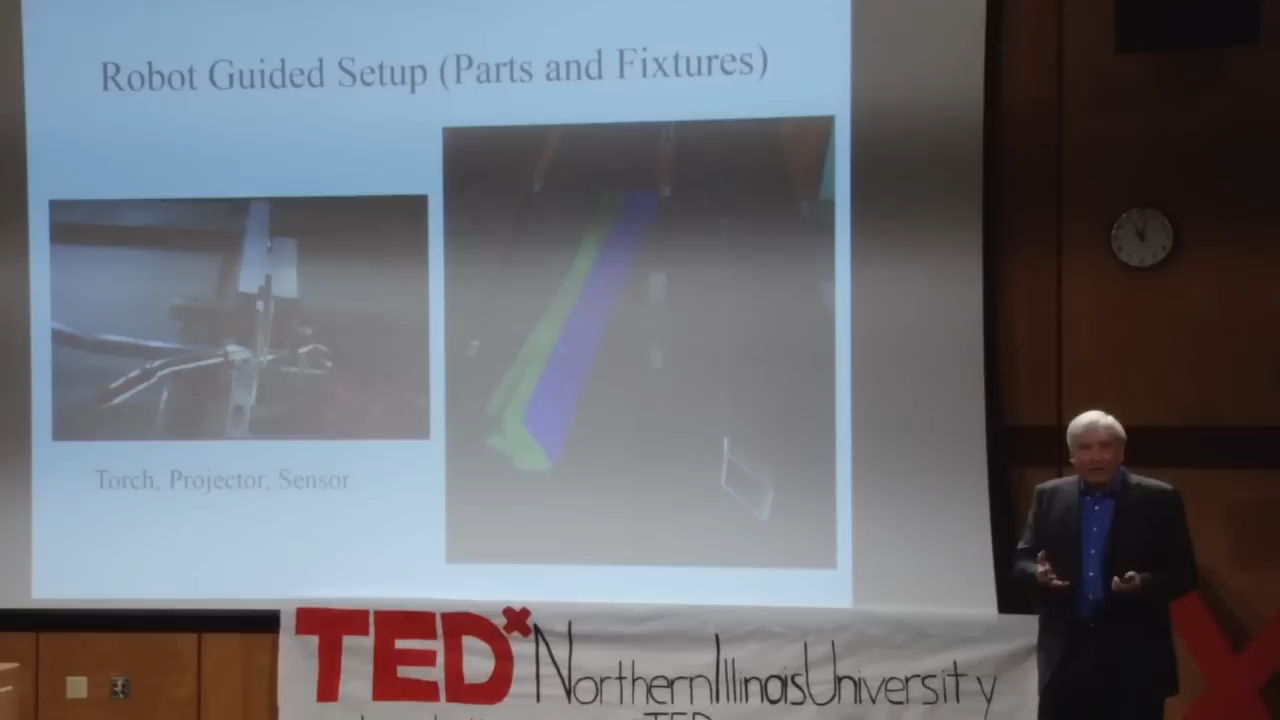 Robot Guided Setup (Parts and Fixtures)
Torch, Projector, Sensor
TEDx NorthernIllinoisUniversity